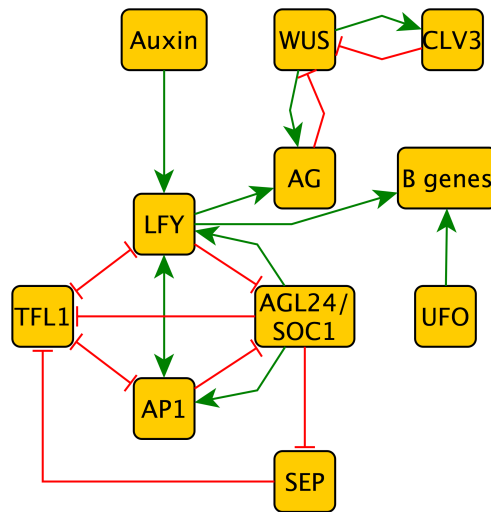 Auxin
WUS
CLV3
AG
B genes
LFY
TFL1
AGL24/
SOC1
UFO
AP1
SEP